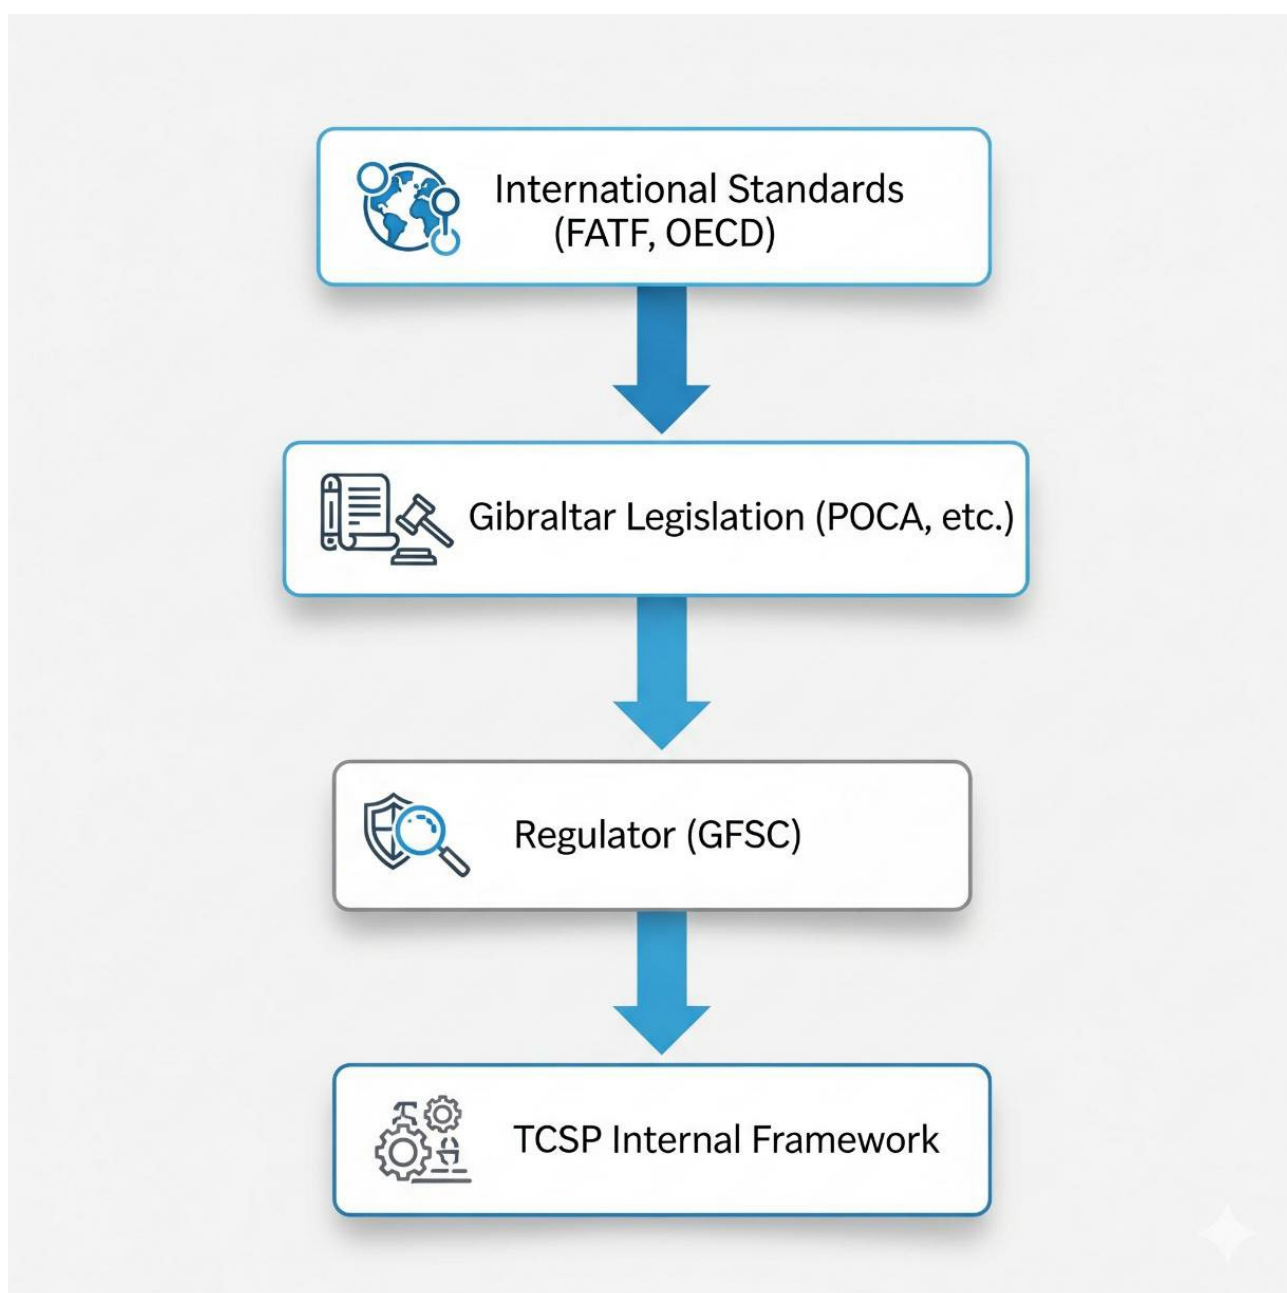 International Standards
(FATF, OECD)
Gibraltar Legislation (POCA, etc.)
Regulator (GFSC)
TCSP Internal Framework